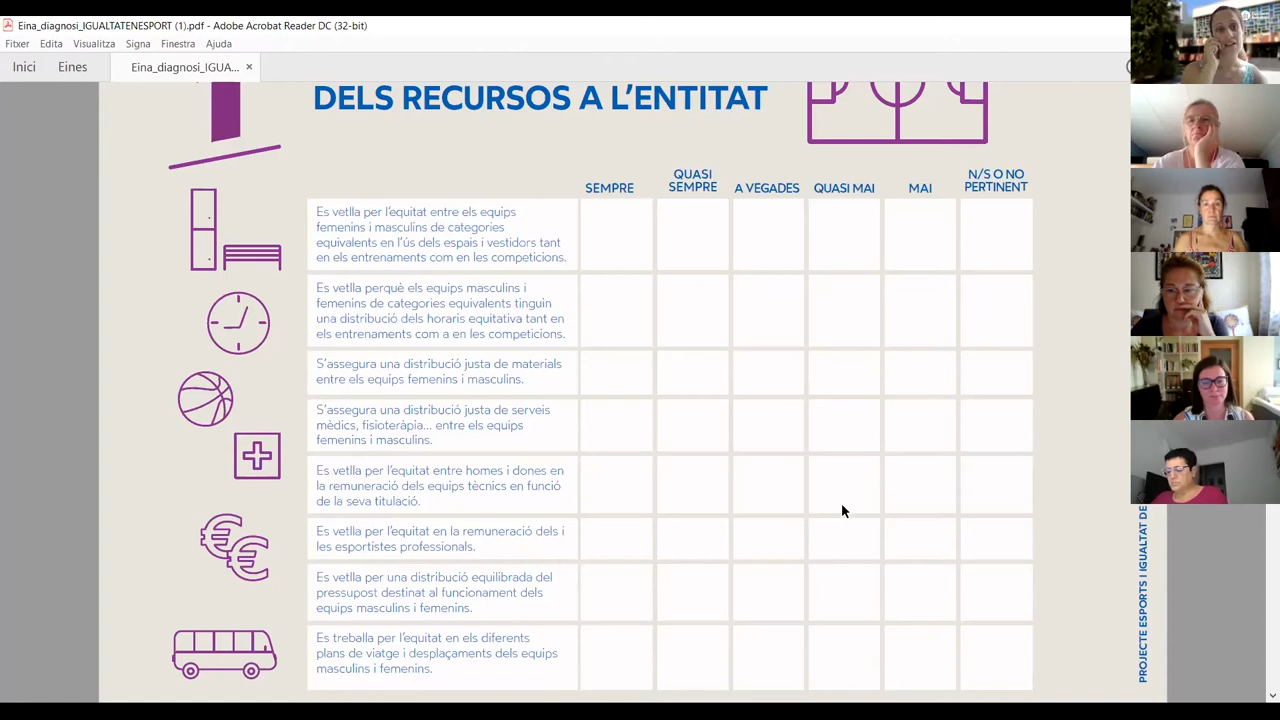 Eina_diagnosi_IGUALTATENESPORT (1).pdf - Adobe Acrobat Reader DC (32-bit)
Fitxer Edita Visualitza Signa Finestra Ajuda
Inici Eines Eina_diagnosi_IGUA... ×
DELS RECURSOS A L'ENTITAT
SEMPRE
QUASI
SEMPRE
A VEGADES
QUASI MAI
MAI
N/S O NO
PERTINENT
Es vetlla per l'equitat entre els equips
femenins i masculins de categories
equivalents en l'ús dels espais i vestidors tant
en els entrenaments com en les competicions.
Es vetlla perquè els equips masculins i
femenins de categories equivalents tinguin
una distribució dels horaris equitativa tant en
els entrenaments com a en les competicions.
S'assegura una distribució justa de materials
entre els equips femenins i masculins.
S'assegura una distribució justa de serveis
mèdics, fisioteràpia... entre els equips
femenins i masculins.
Es vetlla per l'equitat entre homes i dones en
la remuneració dels equips tècnics en funció
de la seva titulació.
Es vetlla per l'equitat en la remuneració dels i
les esportistes professionals.
Es vetlla per una distribució equilibrada del
pressupost destinat al funcionament dels
equips masculins i femenins.
Es treballa per l'equitat en els diferents
plans de viatge i desplaçaments dels equips
masculins i femenins.
PROJECTE ESPORTS I IGUALTAT DE